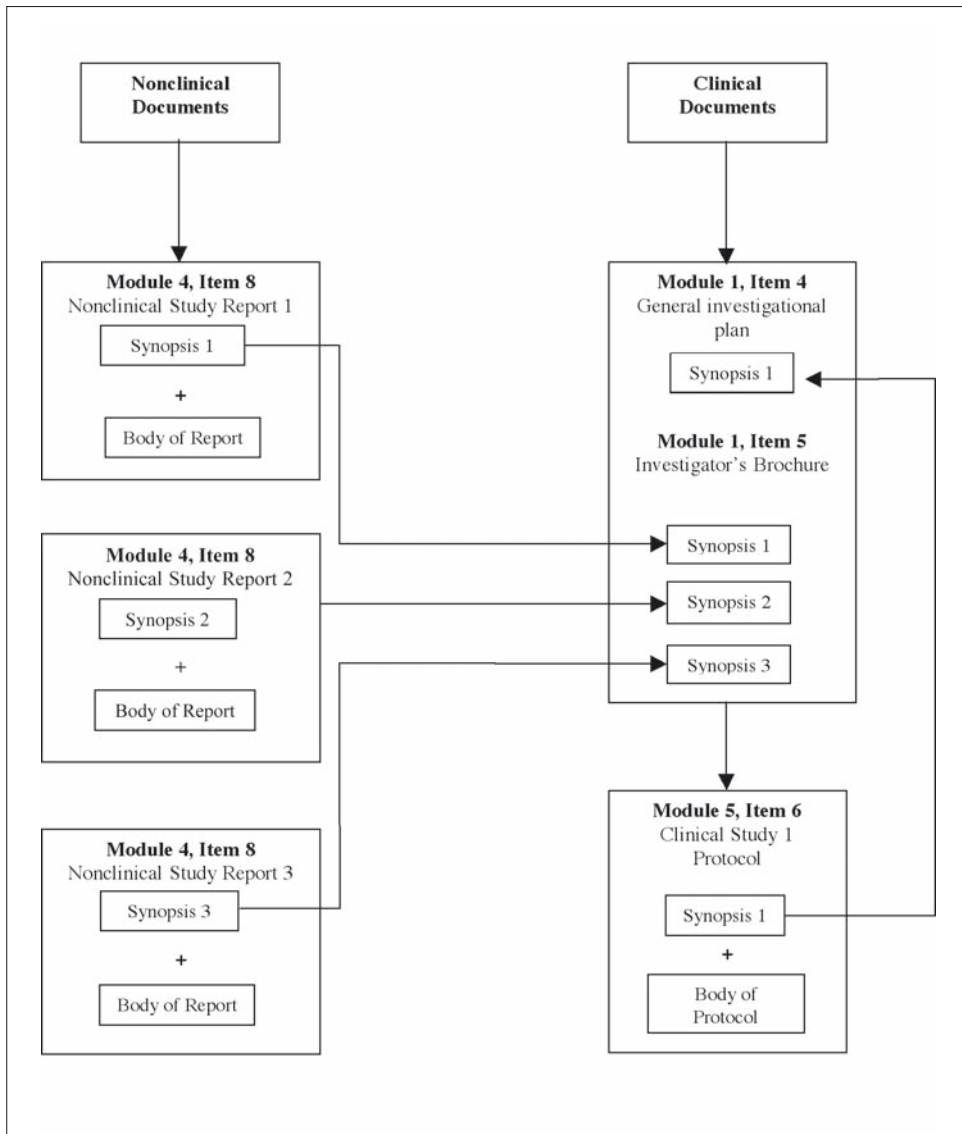 Nonclinical
Documents
Module 4, Item 8
Nonclinical Study Report 1
Synopsis 1
+
Body of Report
Module 4, Item 8
Nonclinical Study Report 2
Synopsis 2
+
Body of Report
Module 4, Item 8
Nonclinical Study Report 3
Synopsis 3
+
Body of Report
Clinical
Documents
Module 1, Item 4
General investigational
plan
Synopsis 1
Module 1, Item 5
Investigator's Brochure
Synopsis 1
Synopsis 2
Synopsis 3
Module 5, Item 6
Clinical Study 1
Protocol
Synopsis 1
+
Body of
Protocol